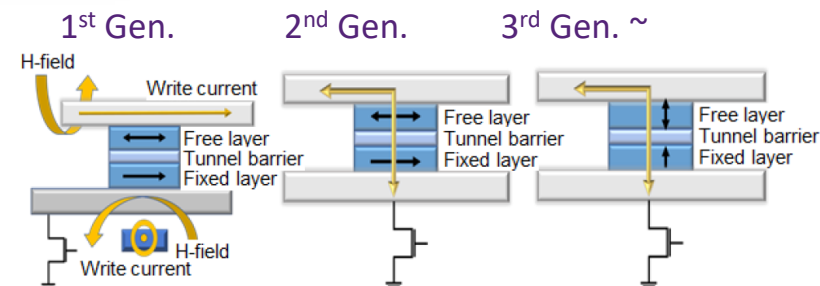 1st Gen.
2nd Gen.
3rd Gen. ~
H-field
Write current
Free layer
Tunnel barrier
Fixed layer
H-field
Write current
Free layer
Tunnel barrier
Fixed layer
Free layer
Tunnel barrier
Fixed layer